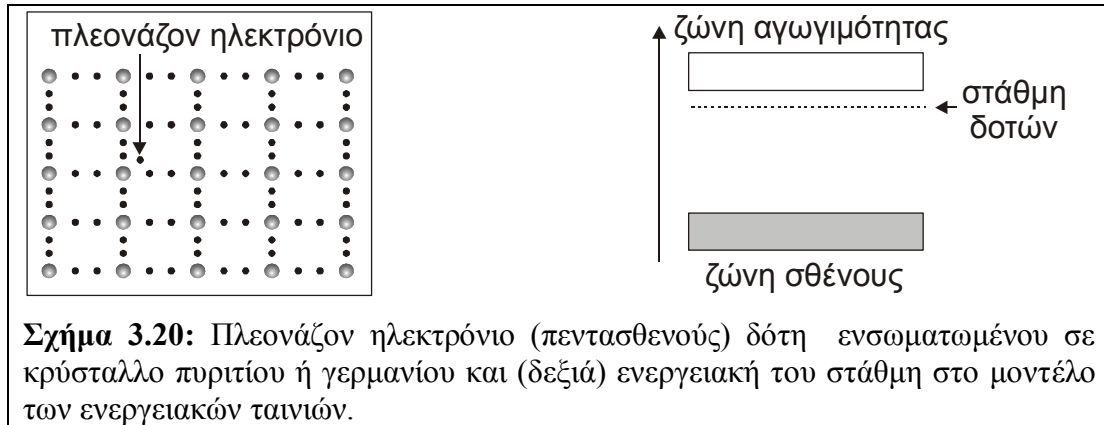 πλεονάζον ηλεκτρόνιο
ζώνη αγωγιμότητας
στάθμη
δοτών
ζώνη σθένους
Σχήμα 3.20: Πλεονάζον ηλεκτρόνιο (πεντασθενούς) δότη ενσωματωμένου σε
κρύσταλλο πυριτίου ή γερμανίου και (δεξιά) ενεργειακή του στάθμη στο μοντέλο
των ενεργειακών ταινιών.